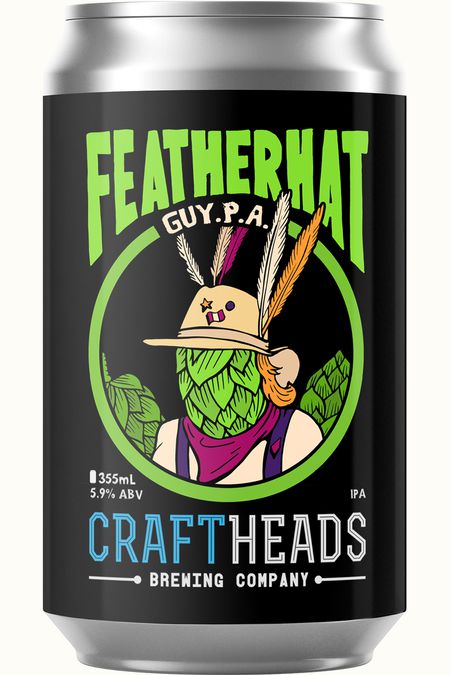 FEATHERHAT
GUY.P.A.
355mL
5.9% ABV
IPA
CRAFTHEADS
BREWING COMPANY